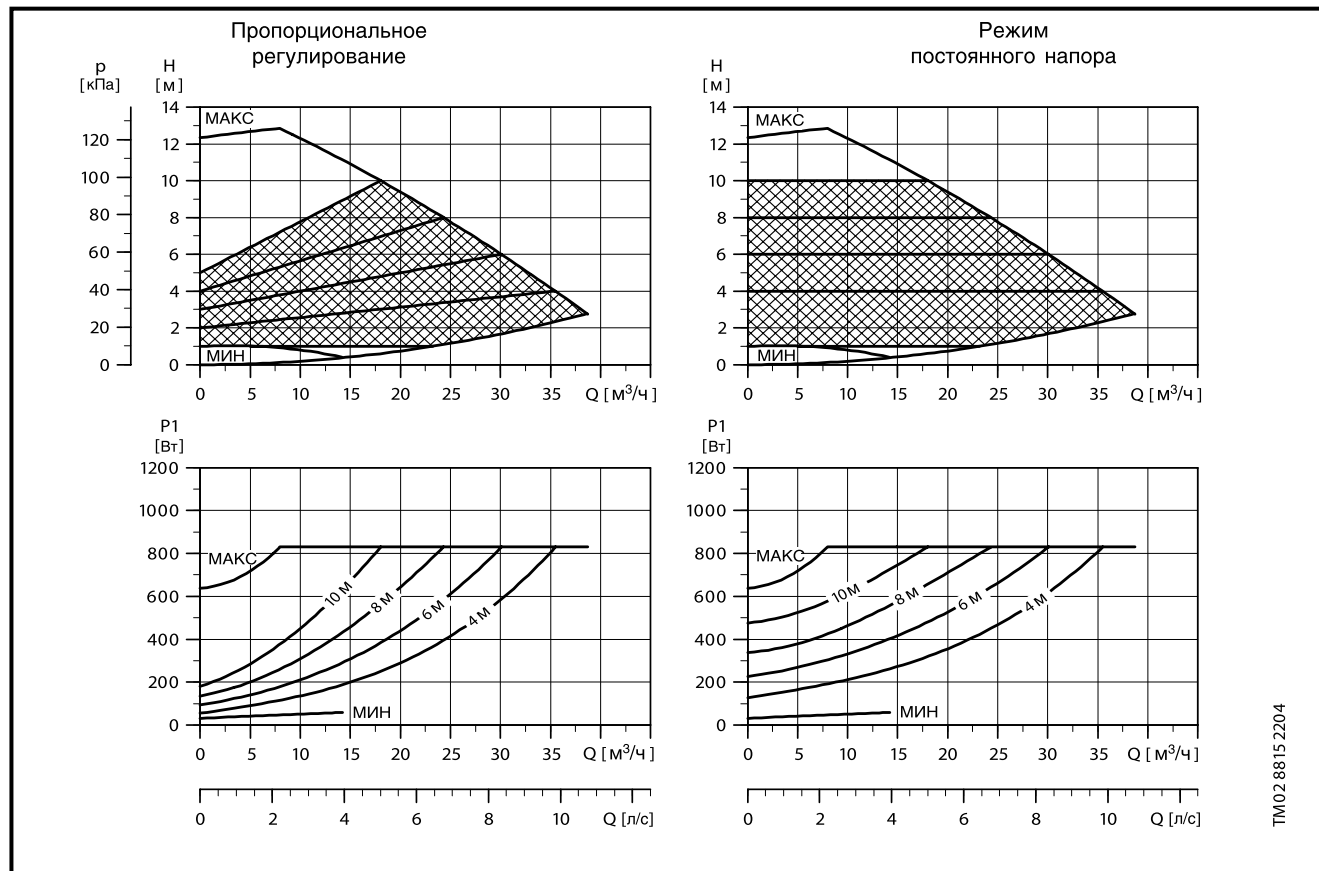 Пропорциональное
регулирование
Режим
постоянного напора
p
[кПа]
H
[м]
H
[м]
120
100
80
60
40
20
0
14
12
10
8
6
4
2
0
МАКС
МИН
0 5 10 15 20 25 30 35 Q [м³/ч]
14
12
10
8
6
4
2
0
МАКС
МИН
0 5 10 15 20 25 30 35 Q [м³/ч]
P1
[Вт]
1200
1000
800
600
400
200
0
МАКС
10 м
8 м
6 м
4 м
МИН
0 5 10 15 20 25 30 35 Q [м³/ч]
0 2 4 6 8 10 Q [л/с]
P1
[Вт]
1200
1000
800
600
400
200
0
МАКС
10 м
8 м
6 м
4 м
МИН
0 5 10 15 20 25 30 35 Q [м³/ч]
0 2 4 6 8 10 Q [л/с]
TM02 8815 2204